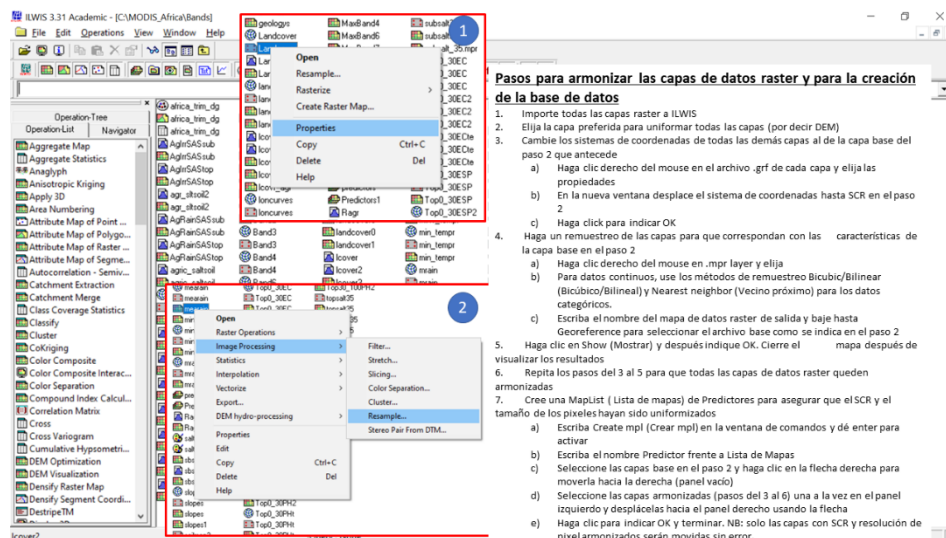 ILWIS 3.31 Academic - [C:\MODIS_Africa\Bands]
File Edit Operations View Window Help
Operation-Tree
Operation-List Navigator
Aggregate Map
Aggregate Statistics
Anaglyph
Anisotropic Kriging
Apply 3D
Area Numbering
Attribute Map of Point ...
Attribute Map of Polygo...
Attribute Map of Raster ...
Attribute Map of Segme...
Autocorrelation - Semiv...
Catchment Extraction
Catchment Merge
Class Coverage Statistics
Classify
Cluster
CoKriging
Color Composite
Color Composite Interac...
Color Separation
Compound Index Calcul...
Correlation Matrix
Cross
Cross Variogram
Cumulative Hypsometri...
DEM Optimization
DEM Visualization
Densify Raster Map
Densify Segment Coordi...
DestripeTM
africa_trim_dg
africa_trim_dg
africa_trim_dg
AgInrSASsub
AgInrSASsub
AgInrSAStop
AgInrSAStop
agr_siltsoil2
agr_siltsoil2
AgRainSASsub
AgRainSASsub
AgRainSAStop
AgRainSAStop
Band3 landcover0 min_tempr
Band3 landcover1 min_tempr
Band4 lcover
Band4 lcover2 mrain
geologys MaxBand4
Landcover MaxBand6
1
Open
Resample...
Rasterize
Create Raster Map...
Properties
Copy Ctrl+C
Delete Del
Help
loncurves Predictors1 Top0_30ESP
loncurves Ragr Top0_30ESP2
mearain Top0_30EC Top30_100PH2
mearain Top0_30EC topsalt35
2
Open
Raster Operations
Image Processing
Statistics
Interpolation
Vectorize
Export...
DEM hydro-processing
Properties
Edit
Copy Ctrl+C
Delete Del
Help
Filter...
Stretch...
Slicing...
Color Separation...
Cluster...
Resample...
Stereo Pair From DTM...
slopes Top0_30PH2
slopes Top0_30PHt
slopes1 Top0_30PHt
lcover2
Pasos para armonizar las capas de datos raster y para la creación
de la base de datos
1. Importe todas las capas raster a ILWIS
2. Elija la capa preferida para uniformar todas las capas (por decir DEM)
3. Cambie los sistemas de coordenadas de todas las demás capas al de la capa base del
paso 2 que antecede
a) Haga clic derecho del mouse en el archivo .grf de cada capa y elija las
propiedades
b) En la nueva ventana desplace el sistema de coordenadas hasta SCR en el paso
2
c) Haga click para indicar OK
4. Haga un remuestreo de las capas para que correspondan con las características de
la capa base en el paso 2
a) Haga clic derecho del mouse en .mpr layer y elija
b) Para datos continuos, use los métodos de remuestreo Bicubic/Bilinear
(Bicúbico/Bilineal) y Nearest neighbor (Vecino próximo) para los datos
categóricos.
c) Escriba el nombre del mapa de datos raster de salida y baje hasta
Georeference para seleccionar el archivo base como se indica en el paso 2
5. Haga clic en Show (Mostrar) y después indique OK. Cierre el mapa después de
visualizar los resultados
6. Repita los pasos del 3 al 5 para que todas las capas de datos raster queden
armonizadas
7. Cree una MapList ( Lista de mapas) de Predictores para asegurar que el SCR y el
tamaño de los pixeles hayan sido uniformizados
a) Escriba Create mpl (Crear mpl) en la ventana de comandos y dé enter para
activar
b) Escriba el nombre Predictor frente a Lista de Mapas
c) Seleccione las capas base en el paso 2 y haga clic en la flecha derecha para
moverla hacia la derecha (panel vacío)
d) Seleccione las capas armonizadas (pasos del 3 al 6) una a la vez en el panel
izquierdo y desplácelas hacia el panel derecho usando la flecha
e) Haga clic para indicar OK y terminar. NB: solo las capas con SCR y resolución de
pixel armonizados serán movidas sin error